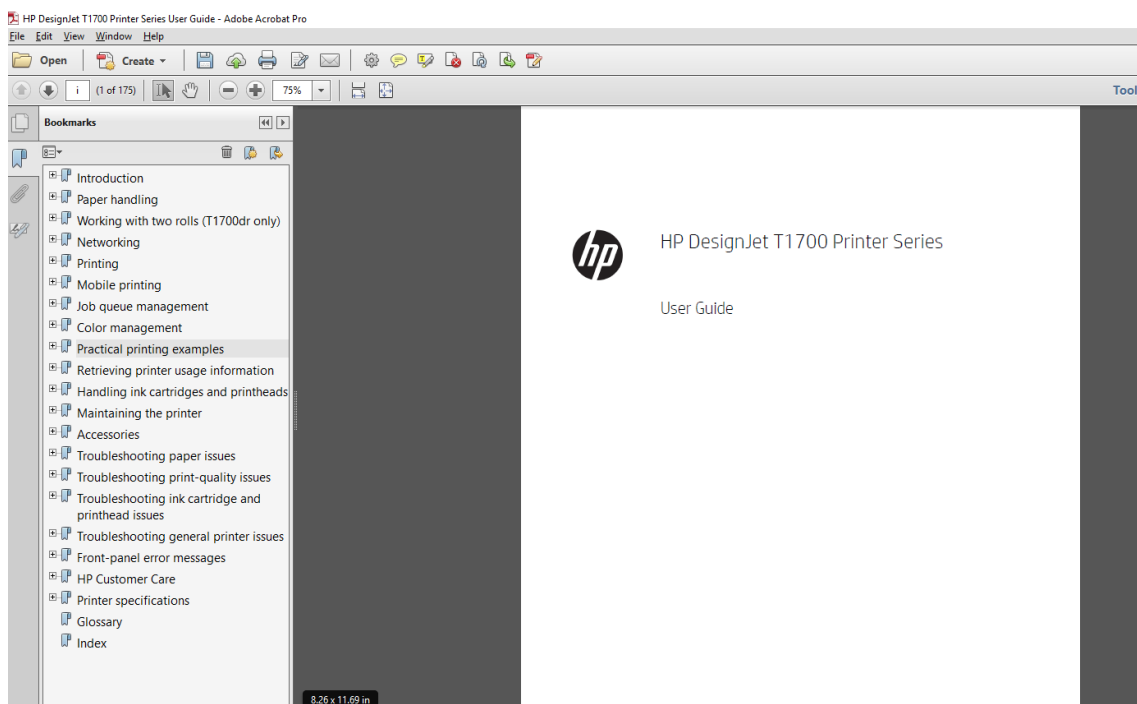 HP DesignJet T1700 Printer Series User Guide - Adobe Acrobat Pro
File Edit View Window Help
Open Create
i (1 of 175) 75% Tool
Bookmarks
Introduction
Paper handling
Working with two rolls (T1700dr only)
Networking
Printing
Mobile printing
Job queue management
Color management
Practical printing examples
Retrieving printer usage information
Handling ink cartridges and printheads
Maintaining the printer
Accessories
Troubleshooting paper issues
Troubleshooting print-quality issues
Troubleshooting ink cartridge and
printhead issues
Troubleshooting general printer issues
Front-panel error messages
HP Customer Care
Printer specifications
Glossary
Index
8.26 x 11.69 in
hp
HP DesignJet T1700 Printer Series
User Guide